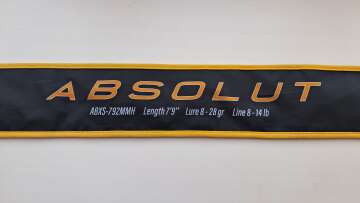 ABSOLUT
ABXS-792MMH Length 7'9" Lure 8 - 28 gr Line 8 - 14 lb